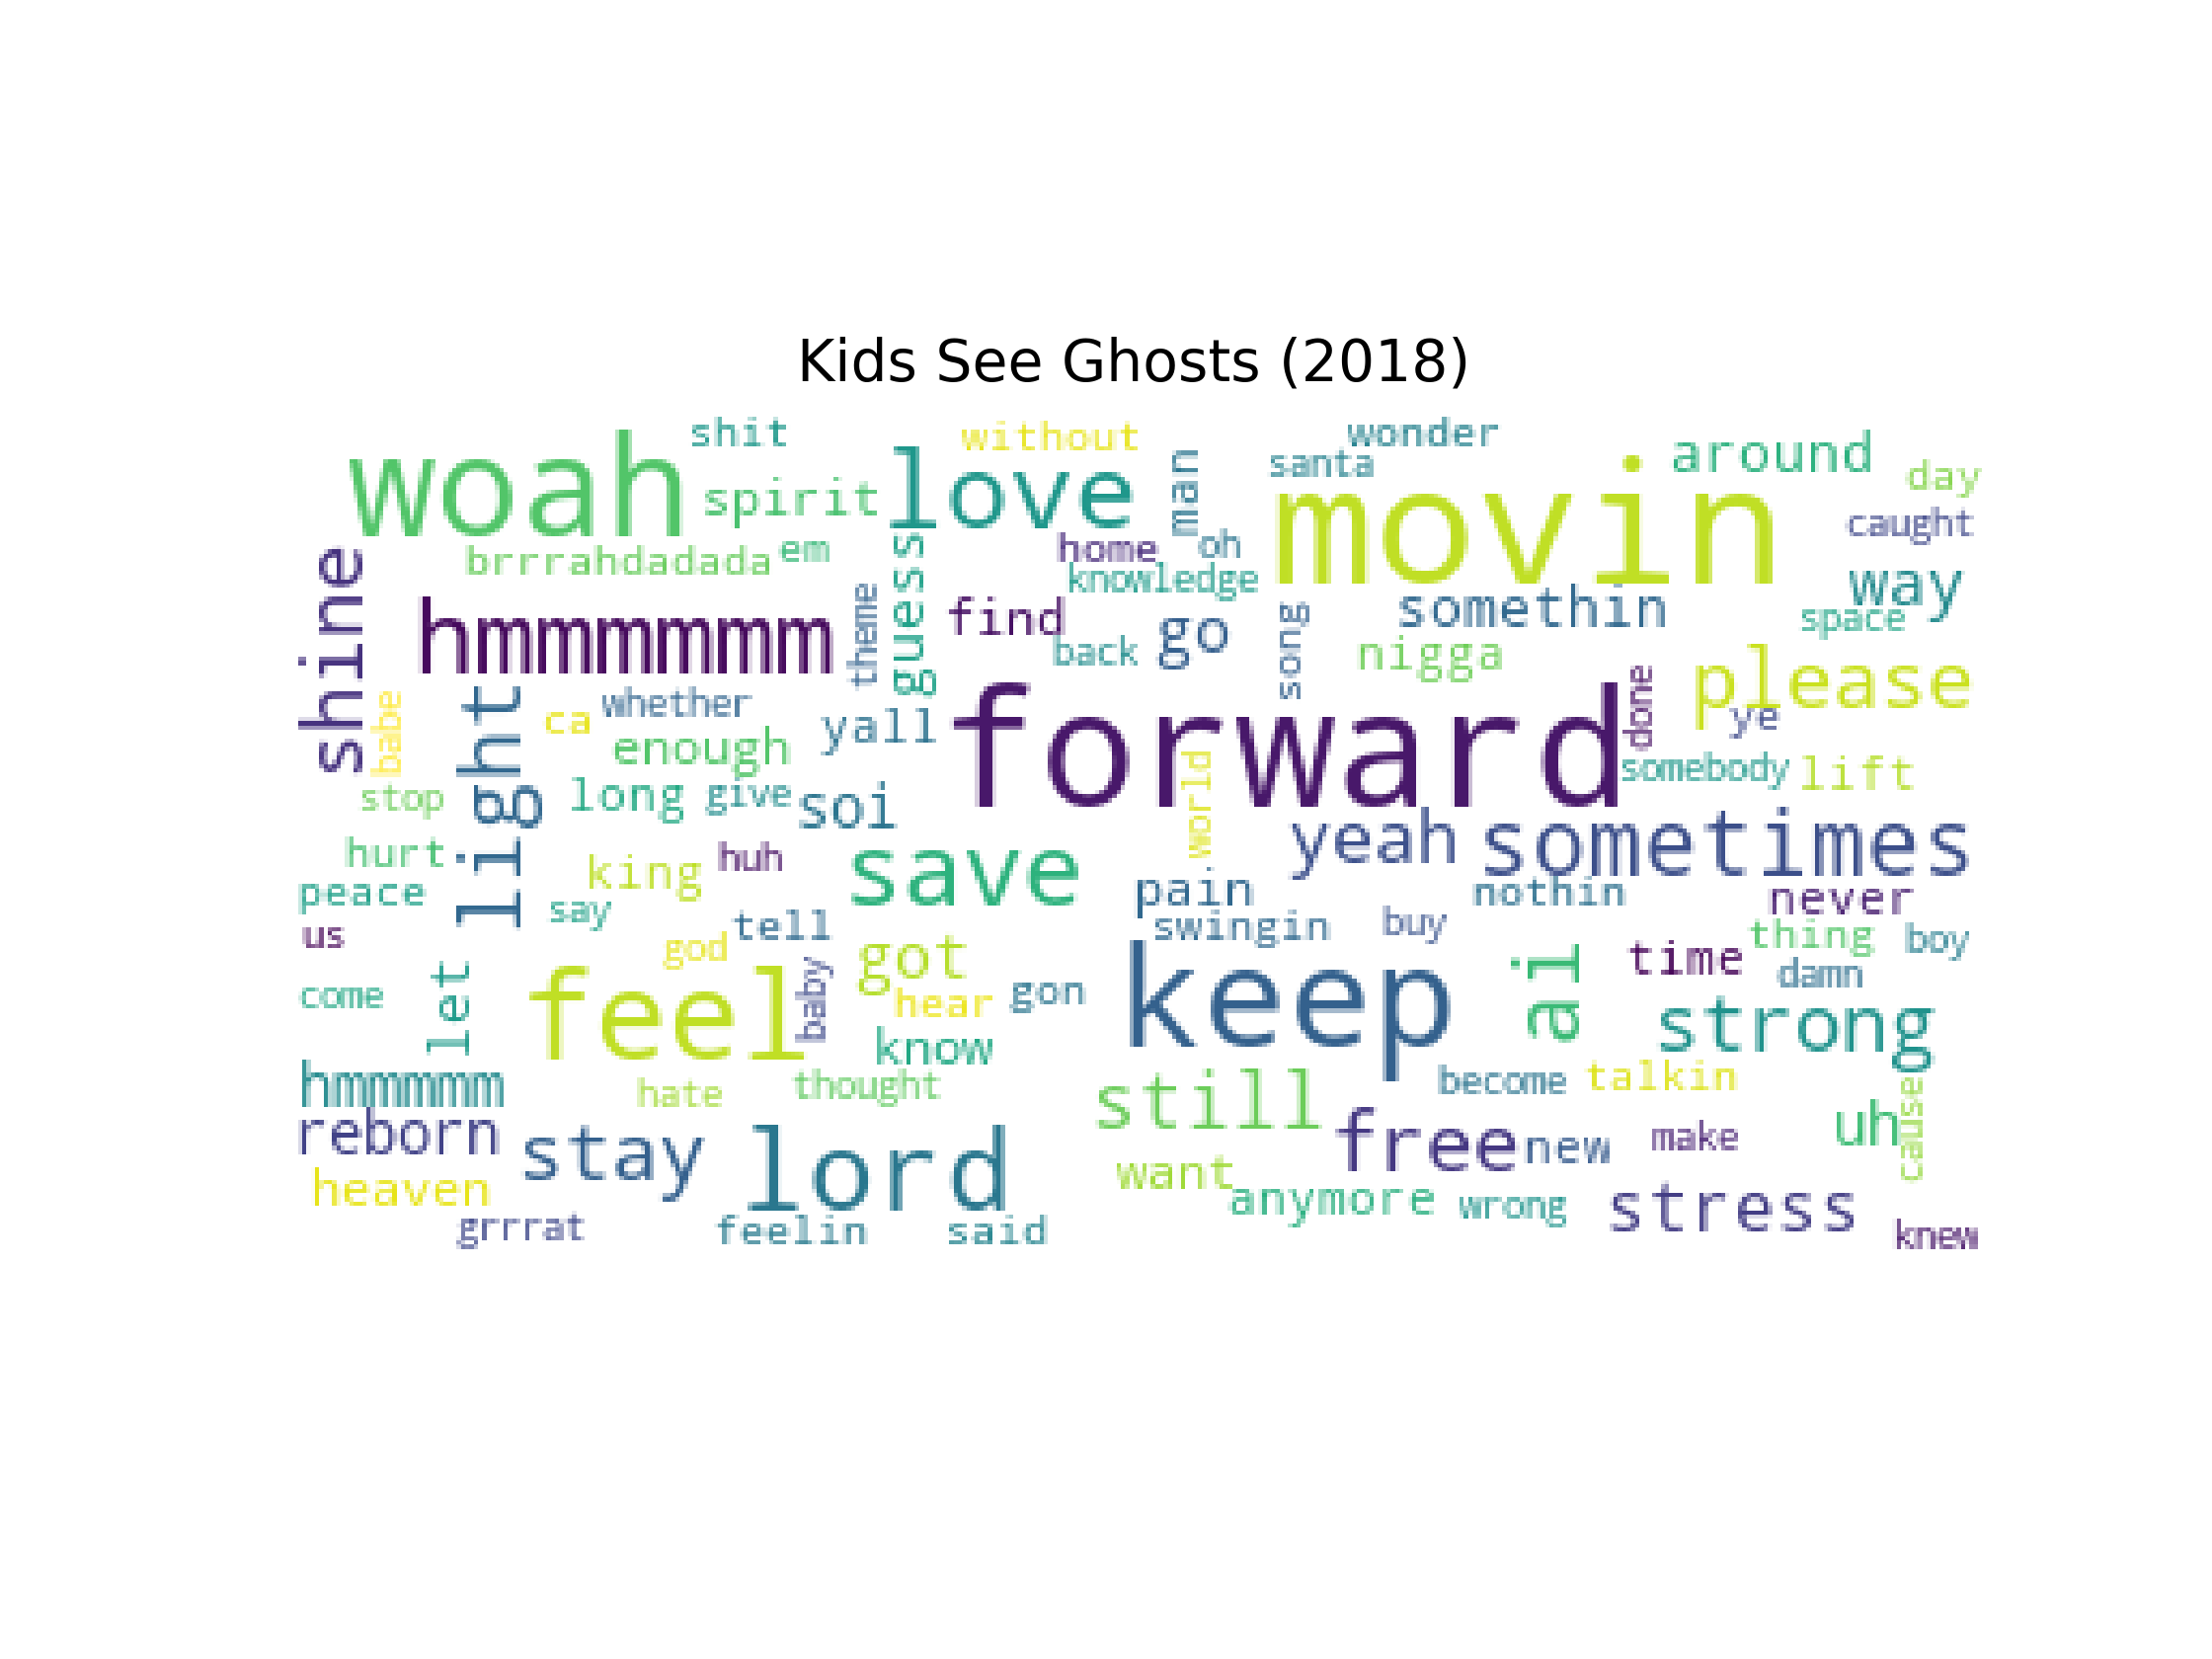 Kids See Ghosts (2018)
shit
without
wonder
woah
love
around
santa
man
day
spirit
movin
caught
brrrahdadada
em
guess
home
oh
shine
knowledge
way
somethin
hmmmmmm
theme
find
go
song
space
back
nigga
please
light
babe
ca
whether
yall
forward
done
ye
enough
world
somebody
lift
stop
long
give
soi
hurt
huh
save
yeah
sometimes
king
peace
say
pain
nothin
never
us
tell
swingin
buy
god
got
thing
boy
let
feel
baby
keep
ai
time
damn
come
hear
gon
strong
know
hmmmmm
hate
thought
still
become
talkin
cause
reborn
stay
lord
free
new
make
uh
heaven
want
anymore
wrong
stress
grrrat
feelin
said
knew